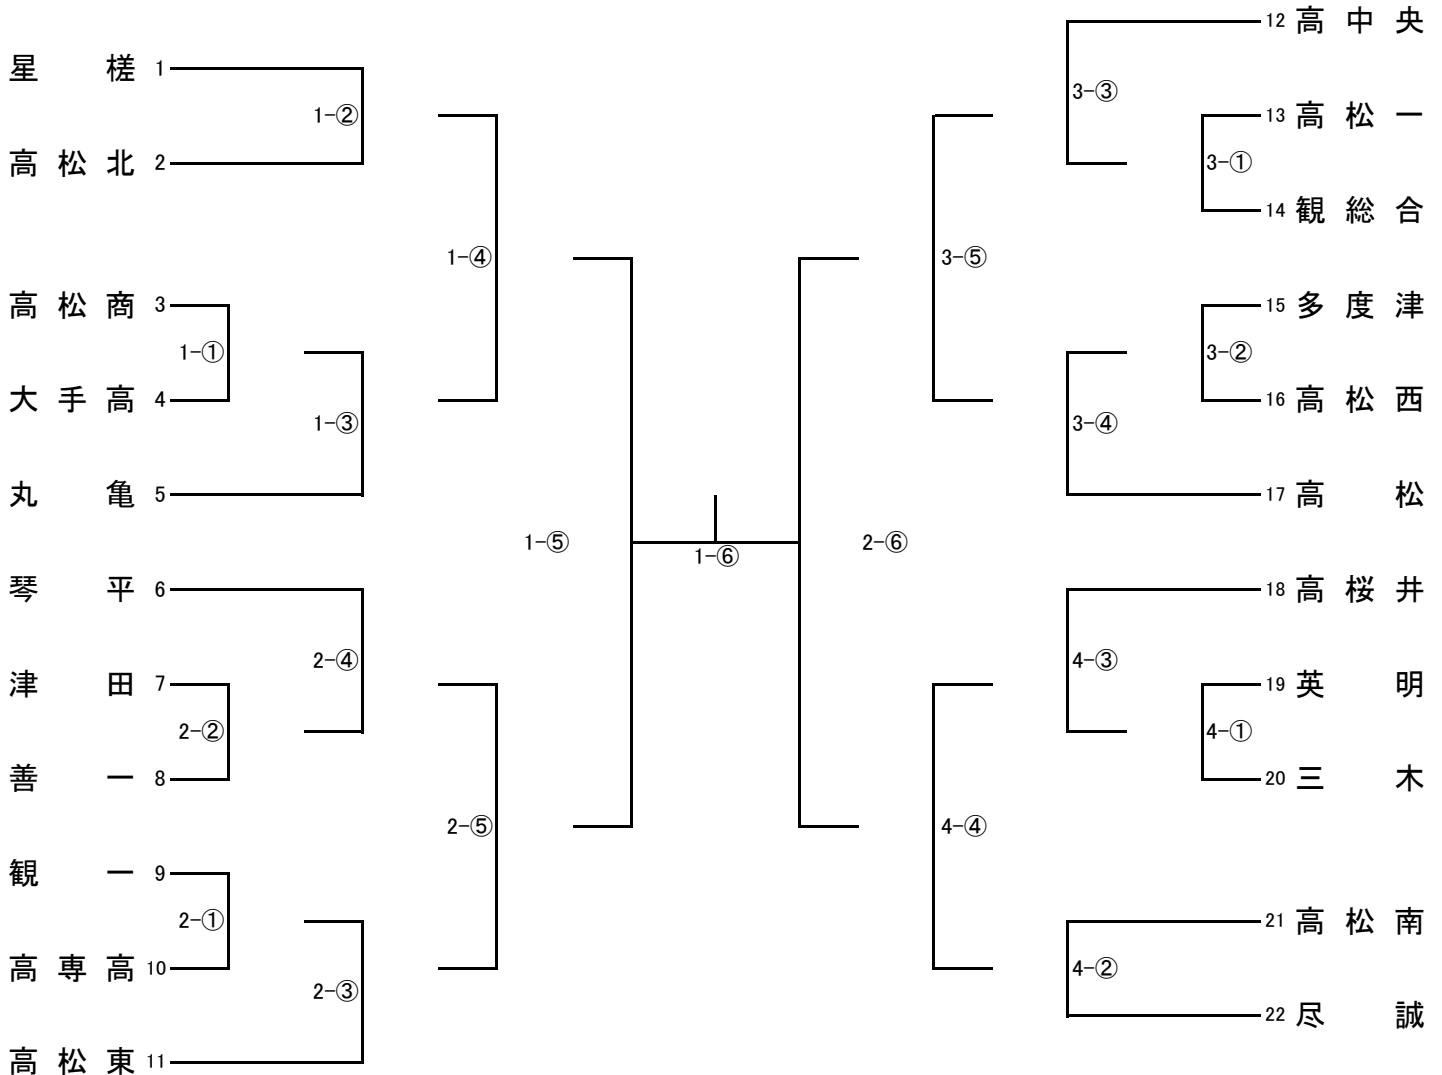 星槎 1
1-②
高松北 2
高松商 3
1-①
大手高 4
1-③
丸亀 5
1-④
琴平 6
2-④
津田 7
2-②
善一 8
観一 9
2-①
高専高 10
2-③
高松東 11
2-⑤
1-⑤
1-⑥
2-⑥
12 高中央
3-③
13 高松一
3-①
14 観総合
3-⑤
15 多度津
3-②
16 高松西
3-④
17 高松
18 高桜井
4-③
19 英明
4-①
20 三木
4-④
21 高松南
4-②
22 尽誠